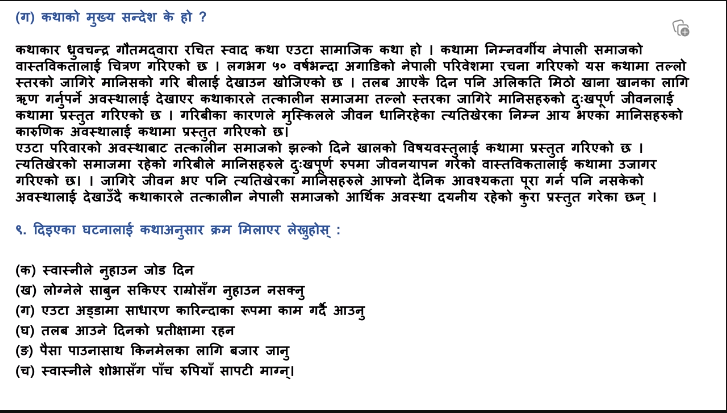 (ग) कथाको मुख्य सन्देश के हो ?
कथाकार धुवचन्द्र गौतमद्वारा रचित स्वाद कथा एउटा सामाजिक कथा हो । कथामा निम्नवर्गीय नेपाली समाजको
वास्तविकतालाई चित्रण गरिएको छ । लगभग ५० वर्षभन्दा अगाडिको नेपाली परिवेशमा रचना गरिएको यस कथामा तल्लो
स्तरको जागिरे मानिसको गरि बीलाई देखाउन खोजिएको छ । तलब आएकै दिन पनि अलिकति मिठो खाना खानका लागि
ऋण गर्नुपर्ने अवस्थालाई देखाएर कथाकारले तत्कालीन समाजमा तल्लो स्तरका जागिरे मानिसहरुको दुःखपूर्ण जीवनलाई
कथामा प्रस्तुत गरिएको छ । गरिबीका कारणले मुस्किलले जीवन धानिरहेका त्यतिखेरका निम्न आय भएका मानिसहरुको
कारुणिक अवस्थालाई कथामा प्रस्तुत गरिएको छ।
एउटा परिवारको अवस्थाबाट तत्कालीन समाजको झल्को दिने खालको विषयवस्तुलाई कथामा प्रस्तुत गरिएको छ ।
त्यतिखेरको समाजमा रहेको गरिबीले मानिसहरुले दुःखपूर्ण रुपमा जीवनयापन गरेको वास्तविकतालाई कथामा उजागर
गरिएको छ। । जागिरे जीवन भए पनि त्यतिखेरका मानिसहरुले आफ्नो दैनिक आवश्यकता पूरा गर्न पनि नसकेको
अवस्थालाई देखाउँदै कथाकारले तत्कालीन नेपाली समाजको आर्थिक अवस्था दयनीय रहेको कुरा प्रस्तुत गरेका छन् ।
९. दिइएका घटनालाई कथाअनुसार क्रम मिलाएर लेख्नुहोस् :
(क) स्वास्नीले नुहाउन जोड दिन
(ख) लोग्नेले साबुन सकिएर राम्रोसँग नुहाउन नसक्नु
(ग) एउटा अड्डामा साधारण कारिन्दाका रूपमा काम गर्दै आउनु
(घ) तलब आउने दिनको प्रतीक्षामा रहन
(ङ) पैसा पाउनासाथ किनमेलका लागि बजार जानु
(च) स्वास्नीले शोभासँग पाँच रुपियाँ सापटी माग्न।